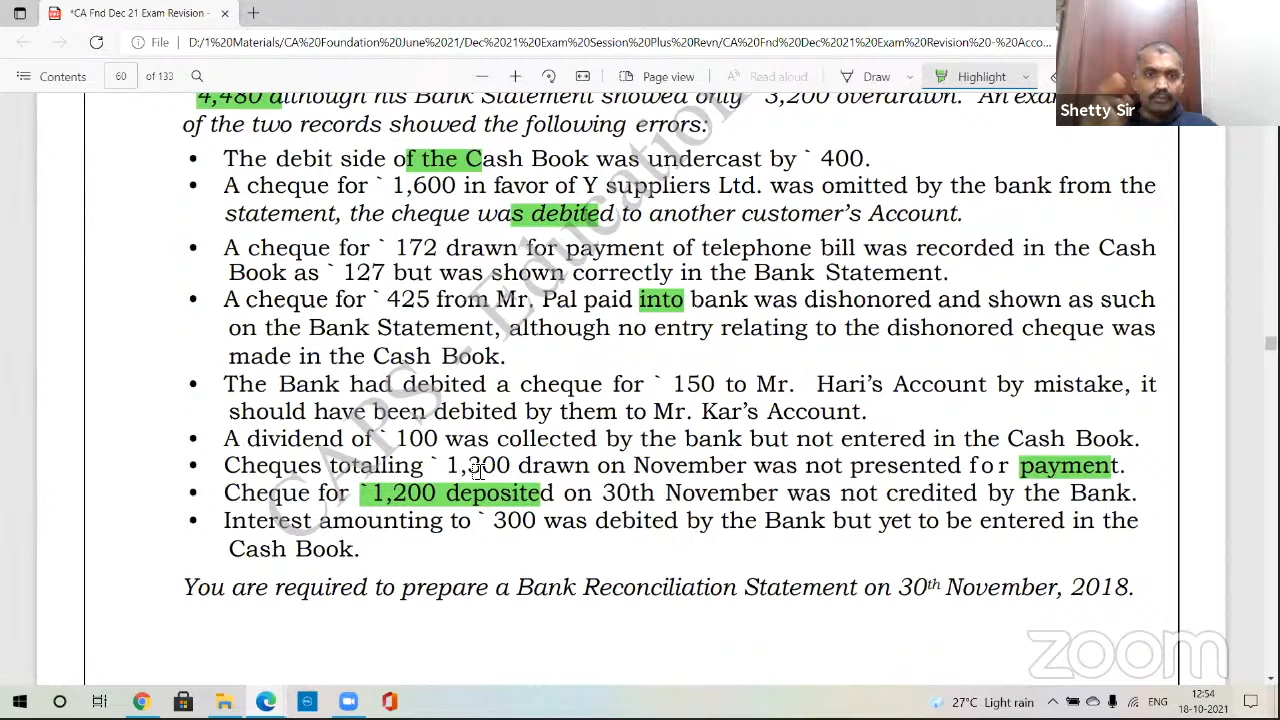 *CA Fnd Dec 21 Exam Revision -
File D:/1%20Materials/CA%20Foundation%20June%202021/Dec%2021%20Exam%20Session%20Plus%20Revn/CA%20Fnd%20Dec%2021%20Exam%20Revision%20-%20Acco...
Contents 60 of 133 Page view Read aloud Draw Highlight
Shetty Sir
4,480 although his Bank Statement showed only ` 3,200 overdrawn. An exa
of the two records showed the following errors:
• The debit side of the Cash Book was undercast by ` 400.
• A cheque for ` 1,600 in favor of Y suppliers Ltd. was omitted by the bank from the
statement, the cheque was debited to another customer's Account.
• A cheque for ` 172 drawn for payment of telephone bill was recorded in the Cash
Book as ` 127 but was shown correctly in the Bank Statement.
• A cheque for ` 425 from Mr. Pal paid into bank was dishonored and shown as such
on the Bank Statement, although no entry relating to the dishonored cheque was
made in the Cash Book.
• The Bank had debited a cheque for ` 150 to Mr. Hari's Account by mistake, it
should have been debited by them to Mr. Kar's Account.
• A dividend of ` 100 was collected by the bank but not entered in the Cash Book.
• Cheques totalling ` 1,300 drawn on November was not presented for payment.
• Cheque for `1,200 deposited on 30th November was not credited by the Bank.
• Interest amounting to ` 300 was debited by the Bank but yet to be entered in the
Cash Book.
You are required to prepare a Bank Reconciliation Statement on 30th November, 2018.
CAPS - Education
zoom
27°C Light rain ENG 12:54
18-10-2021